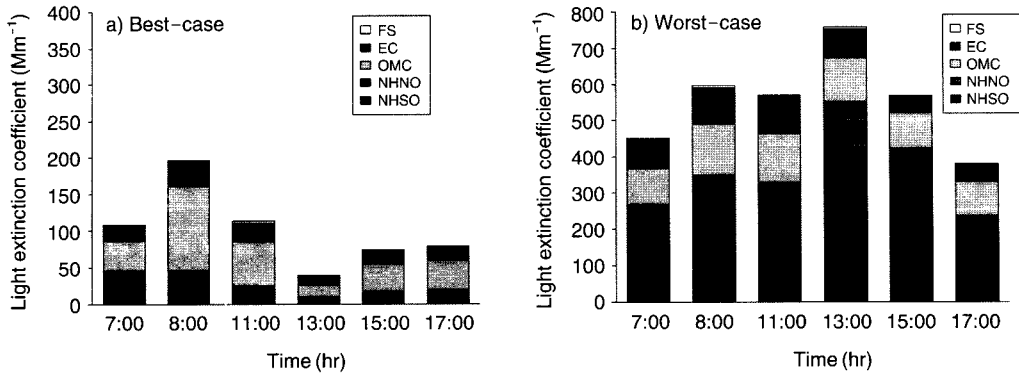 a) Best–case
FS
EC
OMC
NHNO
NHSO
Light extinction coefficient (Mm⁻¹)
400
350
300
250
200
150
100
50
0
7:00 8:00 11:00 13:00 15:00 17:00
Time (hr)
b) Worst–case
FS
EC
OMC
NHNO
NHSO
Light extinction coefficient (Mm⁻¹)
800
700
600
500
400
300
200
100
0
7:00 8:00 11:00 13:00 15:00 17:00
Time (hr)